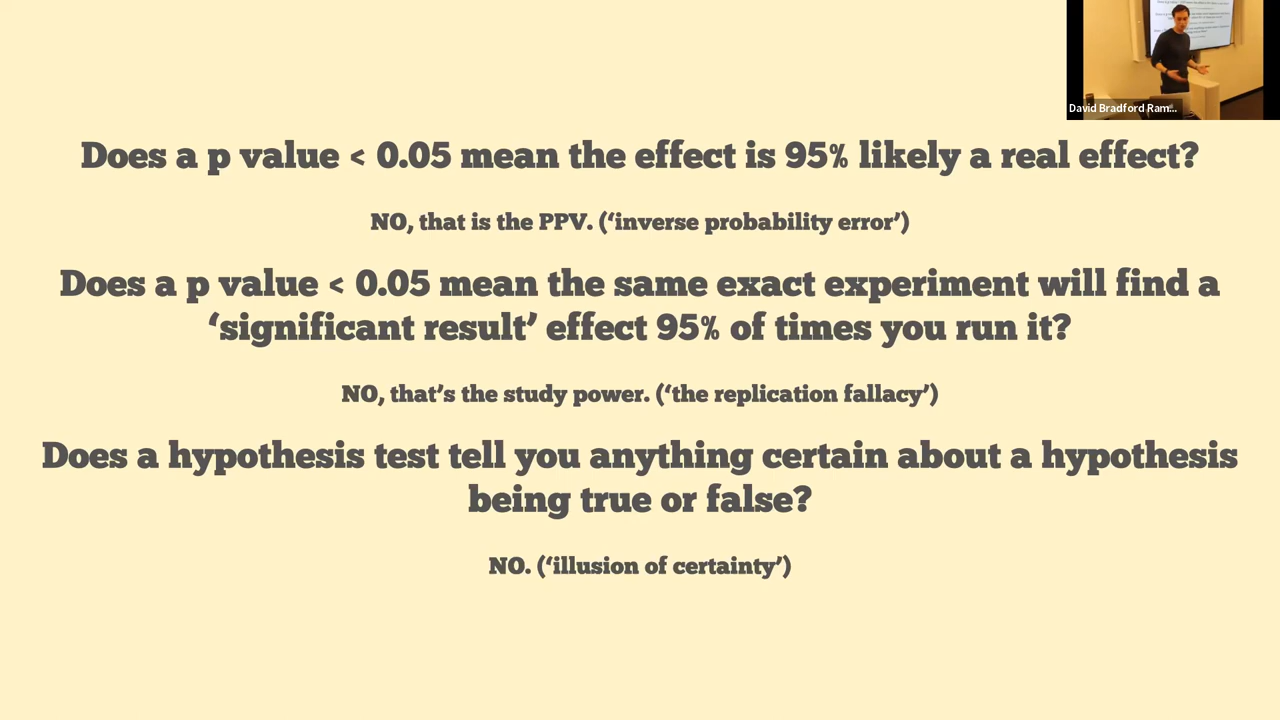 David Bradford Ram...
Does a p value < 0.05 mean the effect is 95% likely a real effect?
NO, that is the PPV. (‘inverse probability error’)
Does a p value < 0.05 mean the same exact experiment will find a
‘significant result’ effect 95% of times you run it?
NO, that’s the study power. (‘the replication fallacy’)
Does a hypothesis test tell you anything certain about a hypothesis
being true or false?
NO. (‘illusion of certainty’)